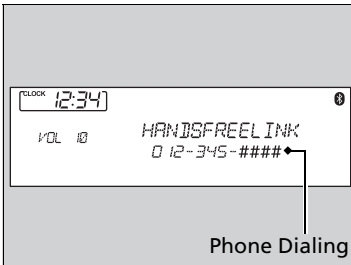 CLOCK 12:34
VOL 10
HANDSFREELINK
012-345-####
Phone Dialing